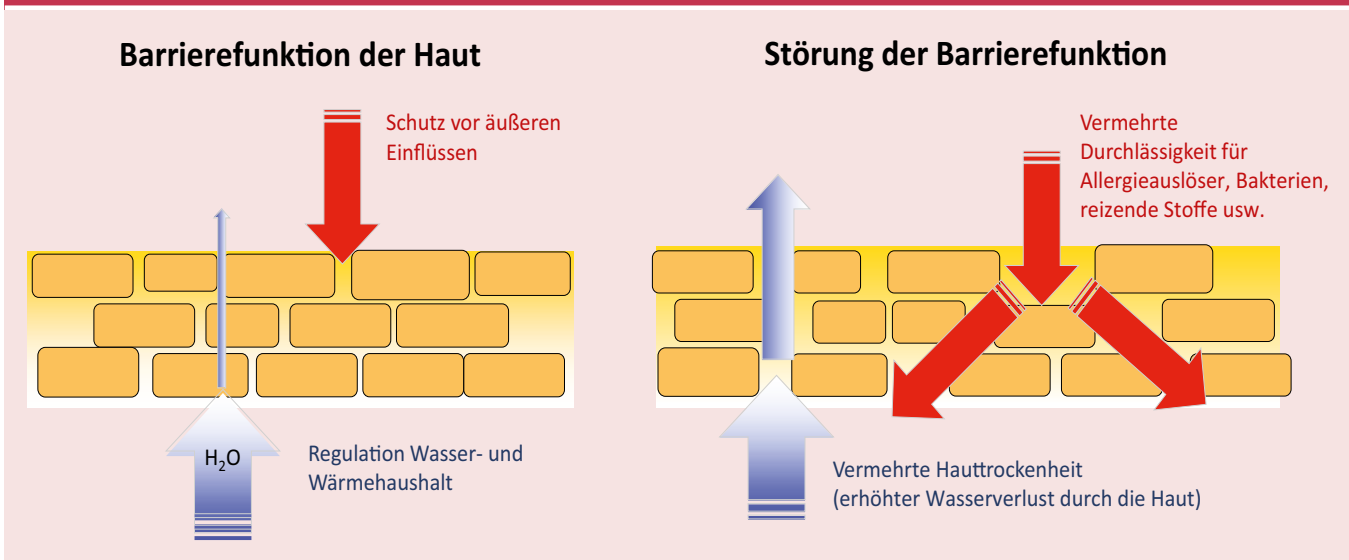 Barrierefunktion der Haut
Schutz vor äußeren
Einflüssen
H₂O
Regulation Wasser- und
Wärmehaushalt
Störung der Barrierefunktion
Vermehrte
Durchlässigkeit für
Allergieauslöser, Bakterien,
reizende Stoffe usw.
Vermehrte Hauttrockenheit
(erhöhter Wasserverlust durch die Haut)